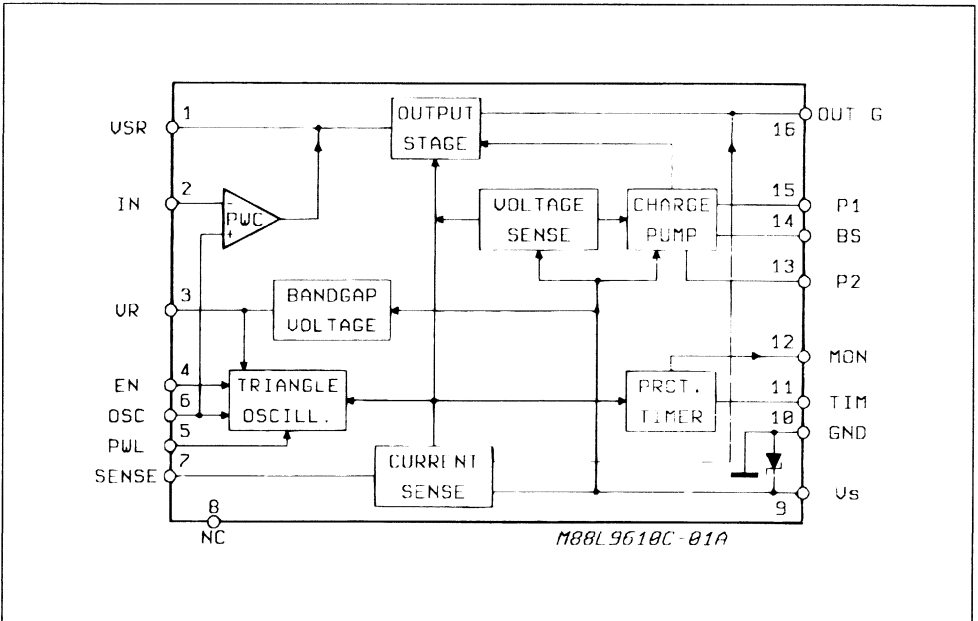 1
VSR
OUTPUT
STAGE
OUT G
16
2
IN
-
PWC
+
VOLTAGE
SENSE
CHARGE
PUMP
15
P1
14
BS
13
P2
3
VR
BANDGAP
VOLTAGE
12
MON
4
EN
TRIANGLE
OSCILL.
PRCT.
TIMER
11
TIM
6
OSC
10
GND
5
PWL
7
SENSE
CURRENT
SENSE
Vs
9
8
NC
M88L9610C-01A